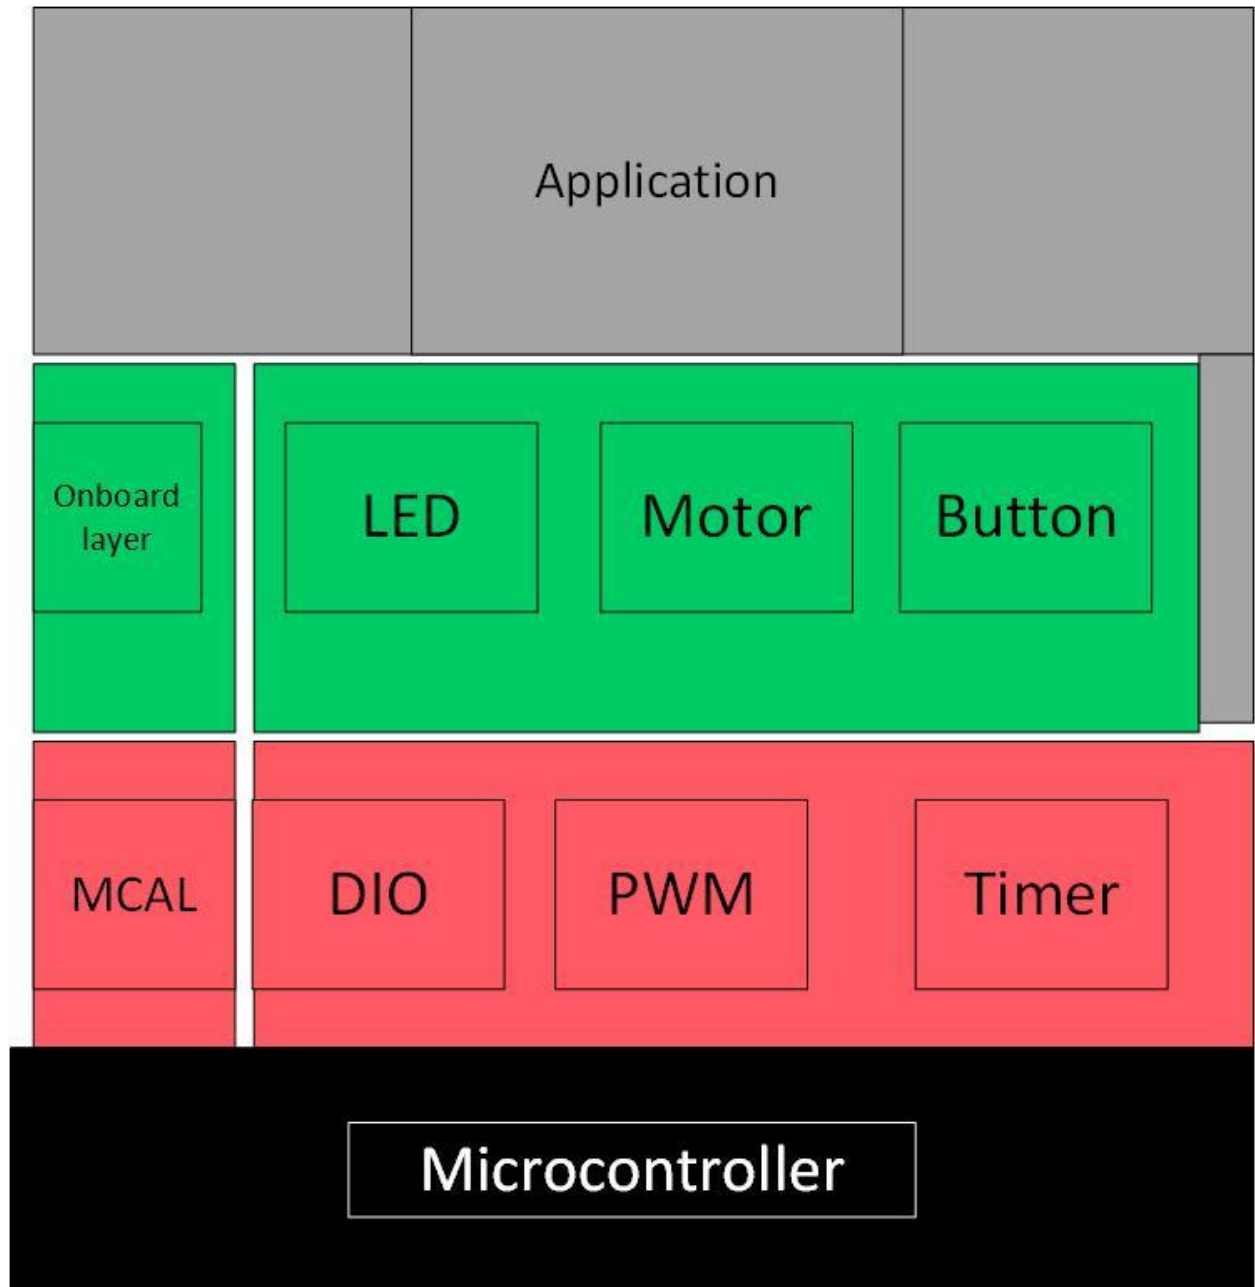 Application
Onboard
layer
LED
Motor
Button
MCAL
DIO
PWM
Timer
Microcontroller